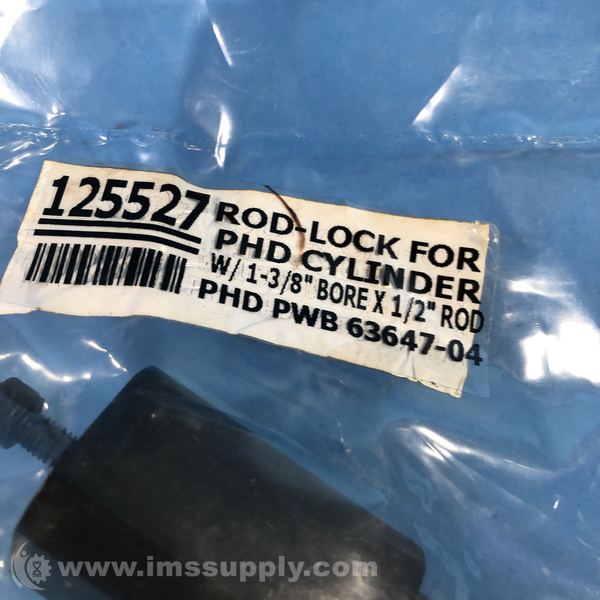 125527
ROD-LOCK FOR
PHD CYLINDER
W/ 1-3/8" BORE X 1/2" ROD
PHD PWB 63647-04
www.imssupply.com